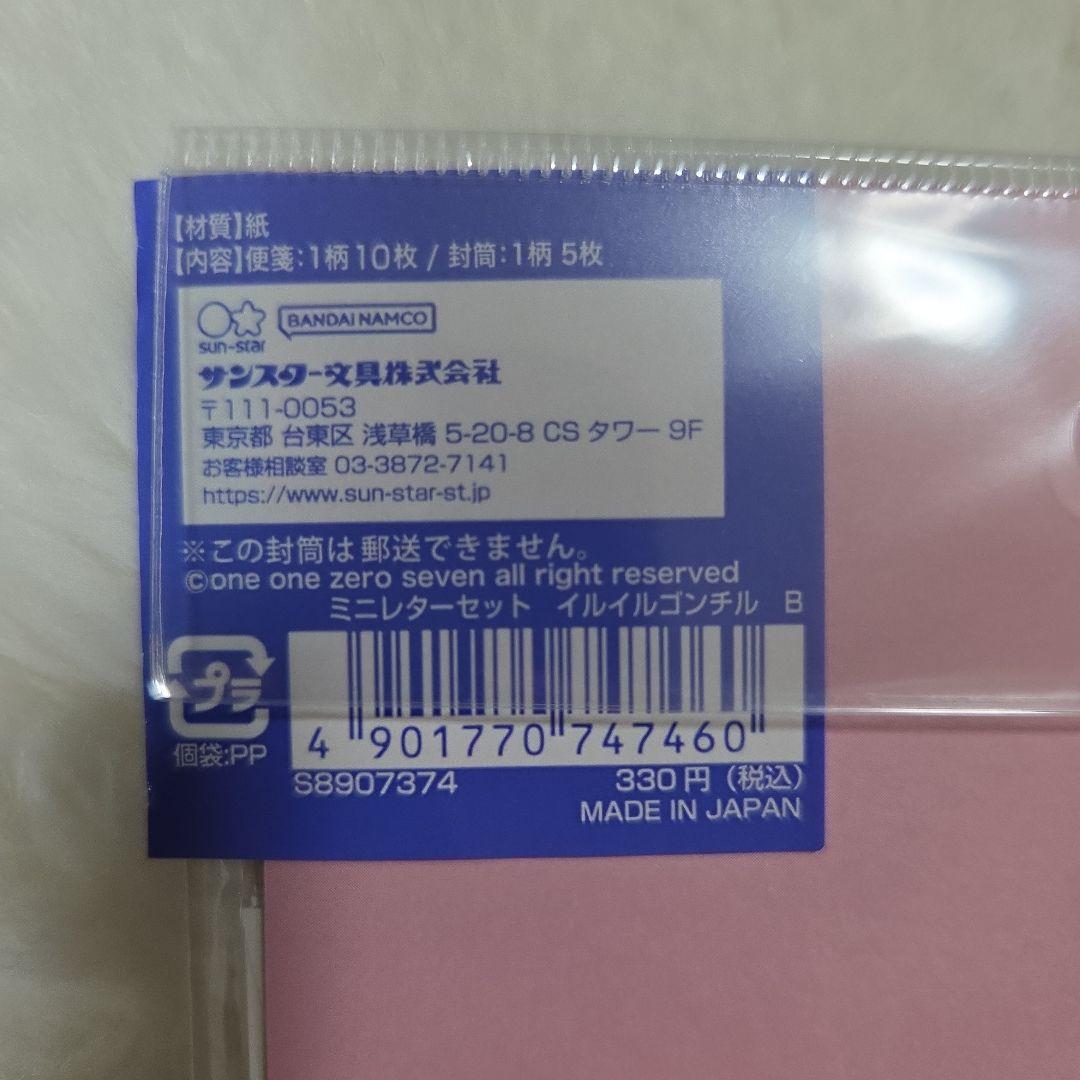 【材質】紙
【内容】便箋：1柄10枚 / 封筒：1柄 5枚
sun-star
BANDAI NAMCO
サンスター文具株式会社
〒111-0053
東京都 台東区 浅草橋 5-20-8 CS タワー 9F
お客様相談室 03-3872-7141
https://www.sun-star-st.jp
※この封筒は郵送できません。
©one one zero seven all right reserved
ミニレターセット　イルイルゴンチル　B
プラ
個袋:PP
4 901770 747460
S8907374
330円（税込）
MADE IN JAPAN